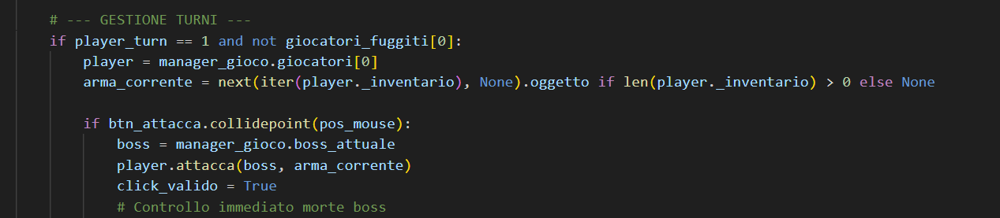 # --- GESTIONE TURNI ---
if player_turn == 1 and not giocatori_fuggiti[0]:
player = manager_gioco.giocatori[0]
arma_corrente = next(iter(player._inventario), None).oggetto if len(player._inventario) > 0 else None
if btn_attacca.collidepoint(pos_mouse):
boss = manager_gioco.boss_attuale
player.attacca(boss, arma_corrente)
click_valido = True
# Controllo immediato morte boss